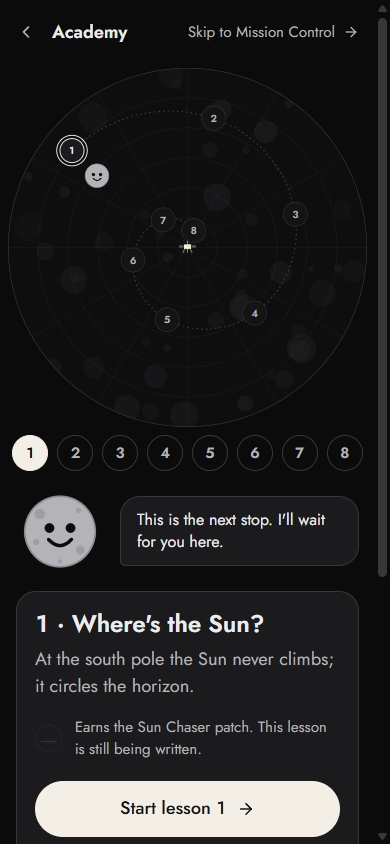 Academy
Skip to Mission Control
2
1
3
7
8
6
5
4
1 2 3 4 5 6 7 8
This is the next stop. I'll wait
for you here.
1 · Where's the Sun?
At the south pole the Sun never climbs;
it circles the horizon.
Earns the Sun Chaser patch. This lesson
is still being written.
Start lesson 1